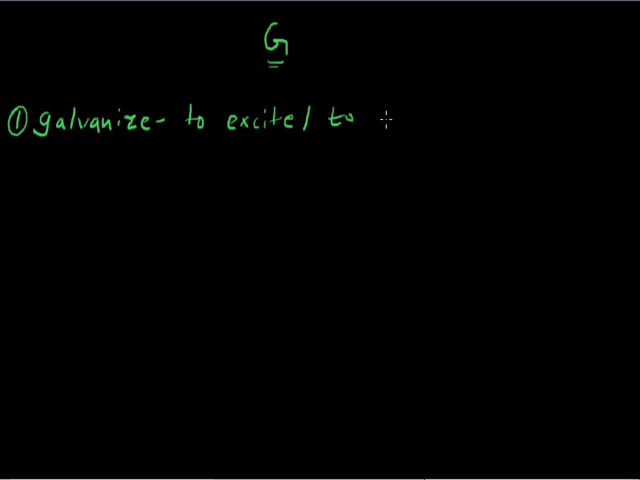 G
① galvanize - to excite / to